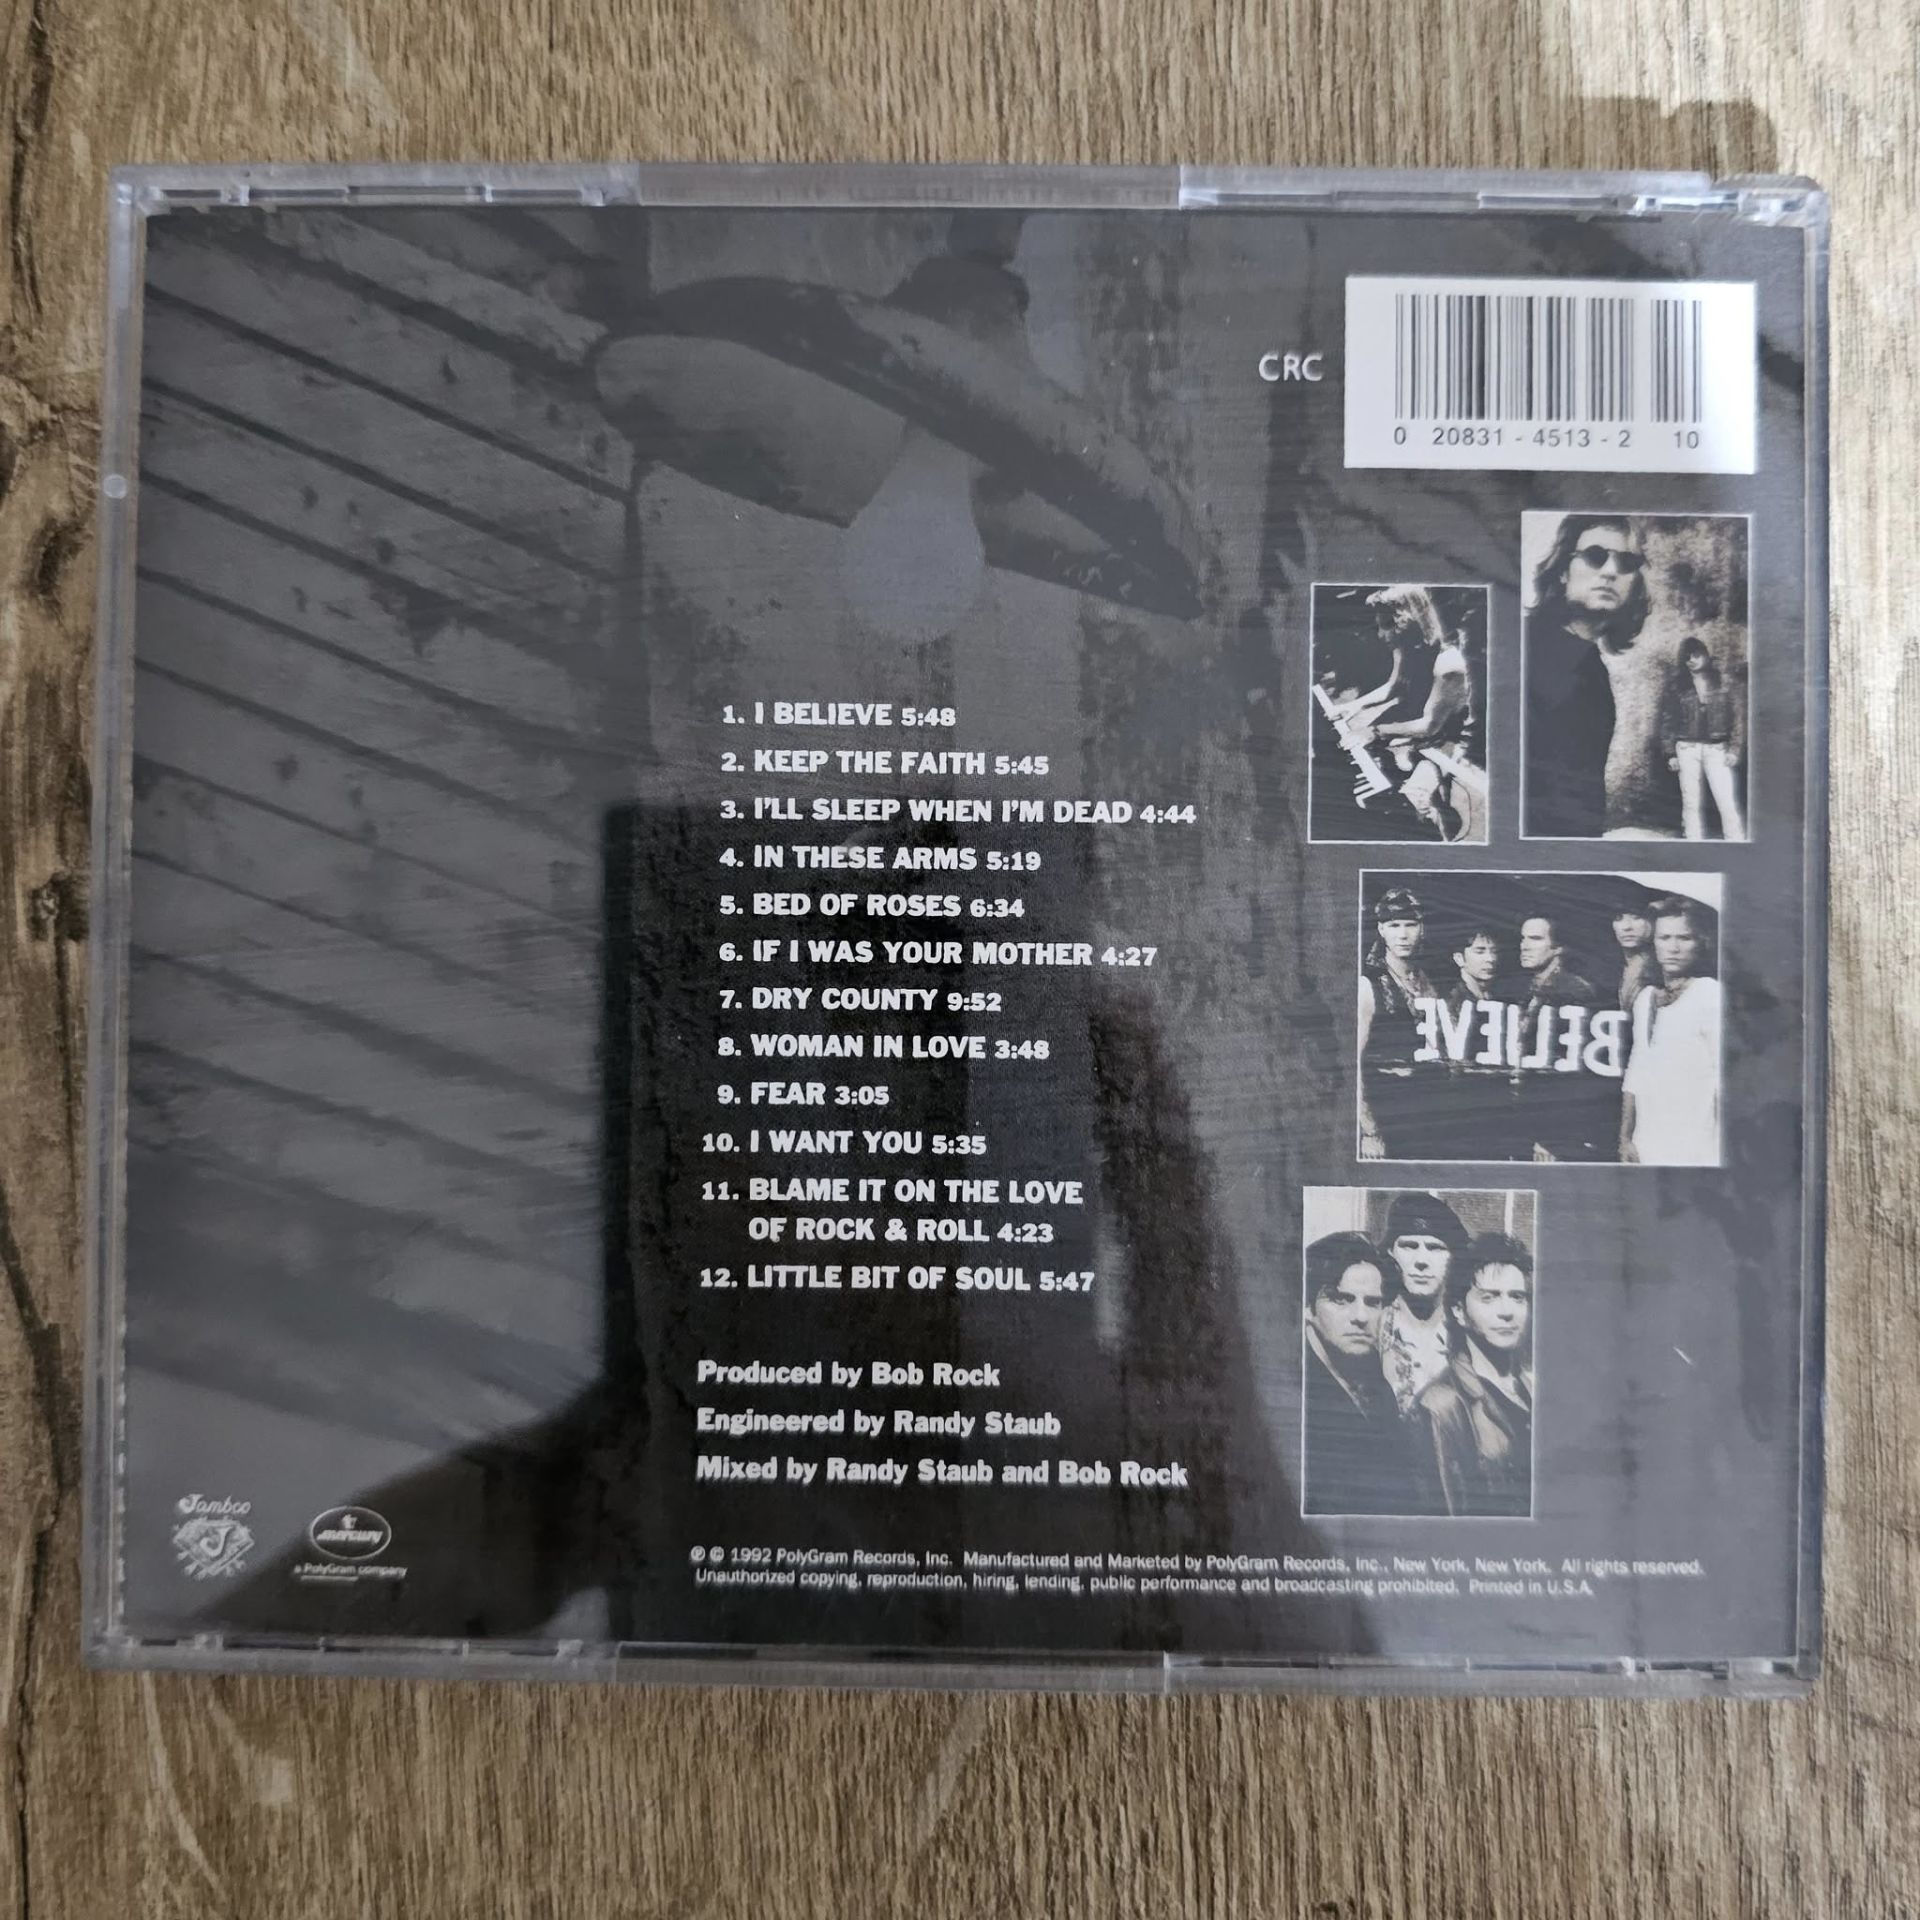 CRC
0 20831 - 4513 - 2 10
1. I BELIEVE 5:48
2. KEEP THE FAITH 5:45
3. I'LL SLEEP WHEN I'M DEAD 4:44
4. IN THESE ARMS 5:19
5. BED OF ROSES 6:34
6. IF I WAS YOUR MOTHER 4:27
7. DRY COUNTY 9:52
8. WOMAN IN LOVE 3:48
9. FEAR 3:05
10. I WANT YOU 5:35
11. BLAME IT ON THE LOVE
OF ROCK & ROLL 4:23
12. LITTLE BIT OF SOUL 5:47
I BELIEVE
Produced by Bob Rock
Engineered by Randy Staub
Mixed by Randy Staub and Bob Rock
Jambco
J
mercury
a PolyGram company
℗ © 1992 PolyGram Records, Inc. Manufactured and Marketed by PolyGram Records, Inc., New York, New York. All rights reserved.
Unauthorized copying, reproduction, hiring, lending, public performance and broadcasting prohibited. Printed in U.S.A.